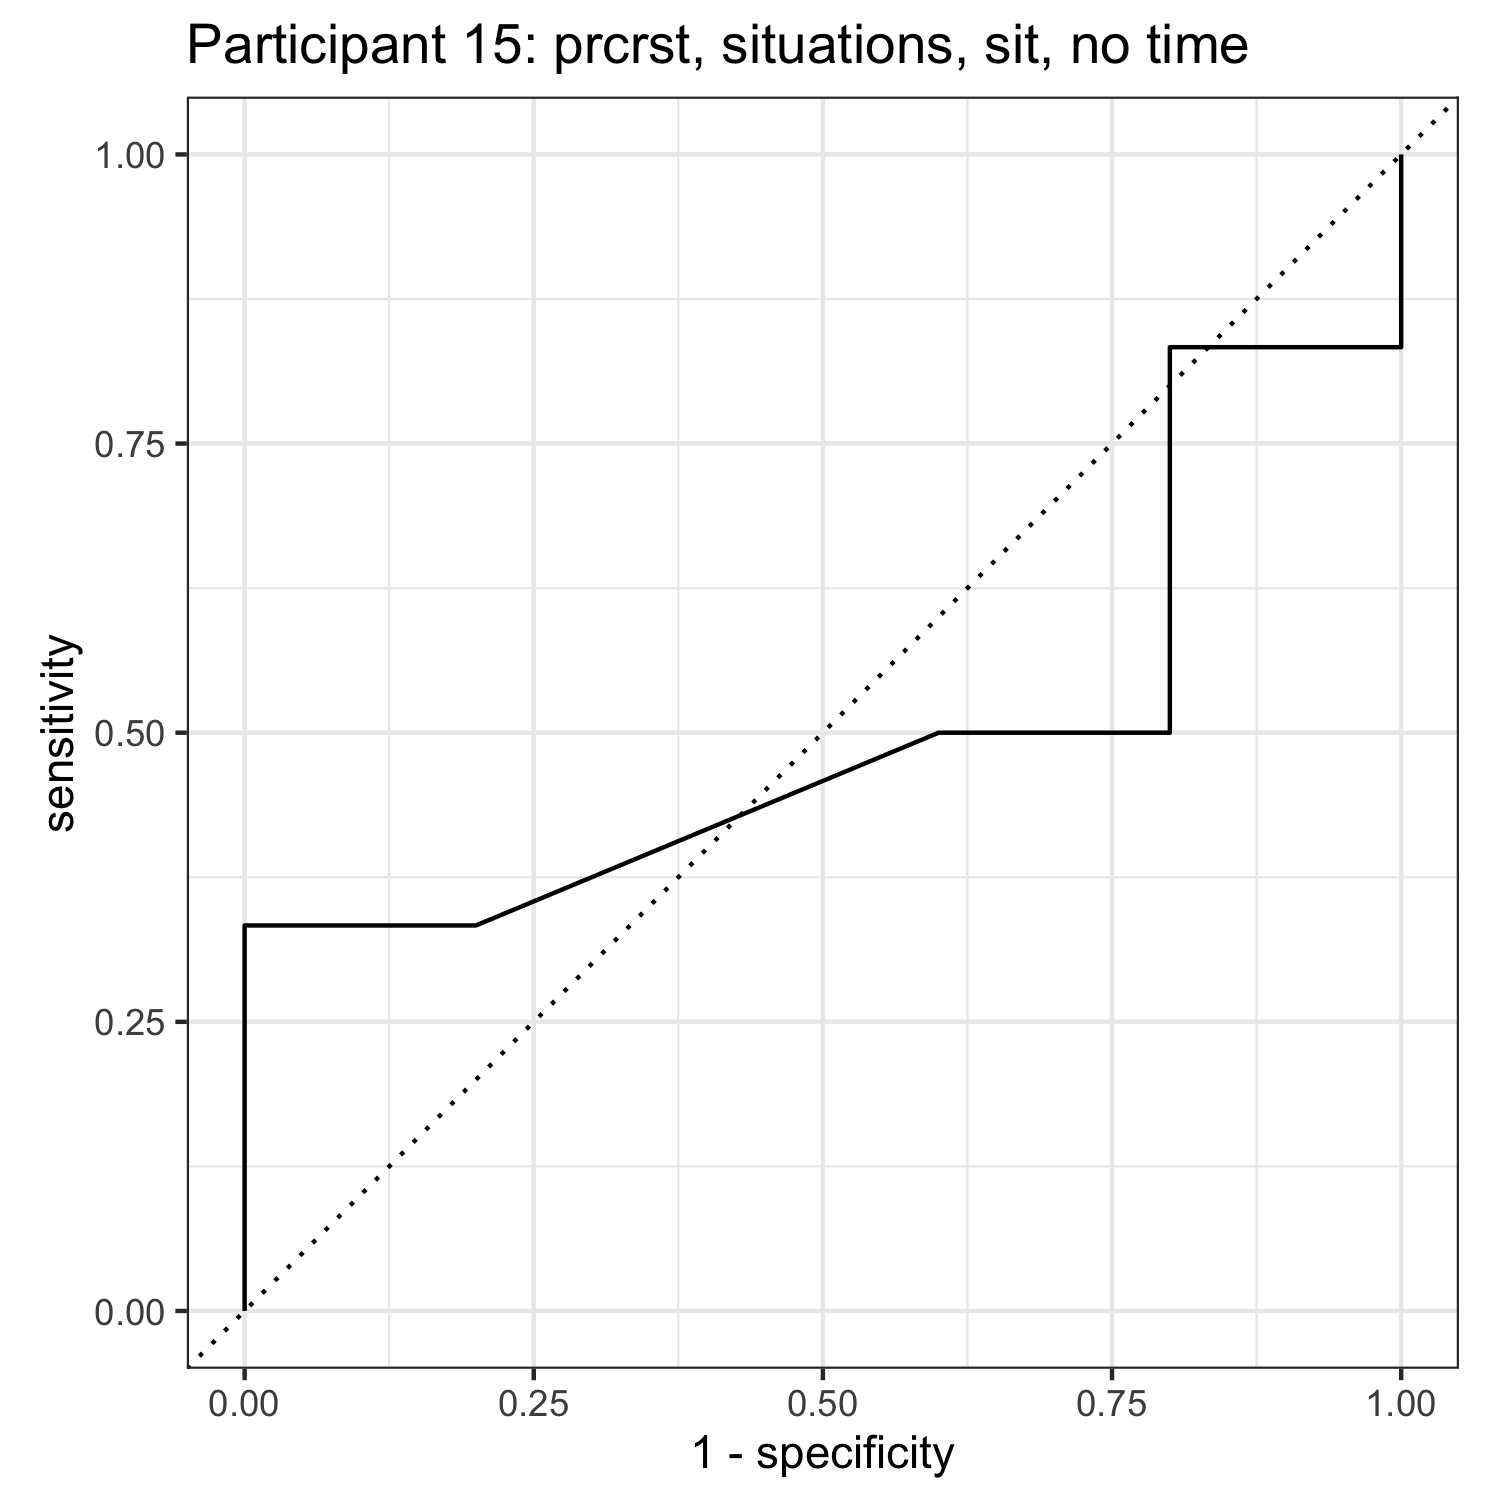 Participant 15: prcrst, situations, sit, no time
1.00
0.75
0.50
0.25
0.00
sensitivity
0.00 0.25 0.50 0.75 1.00
1 - specificity